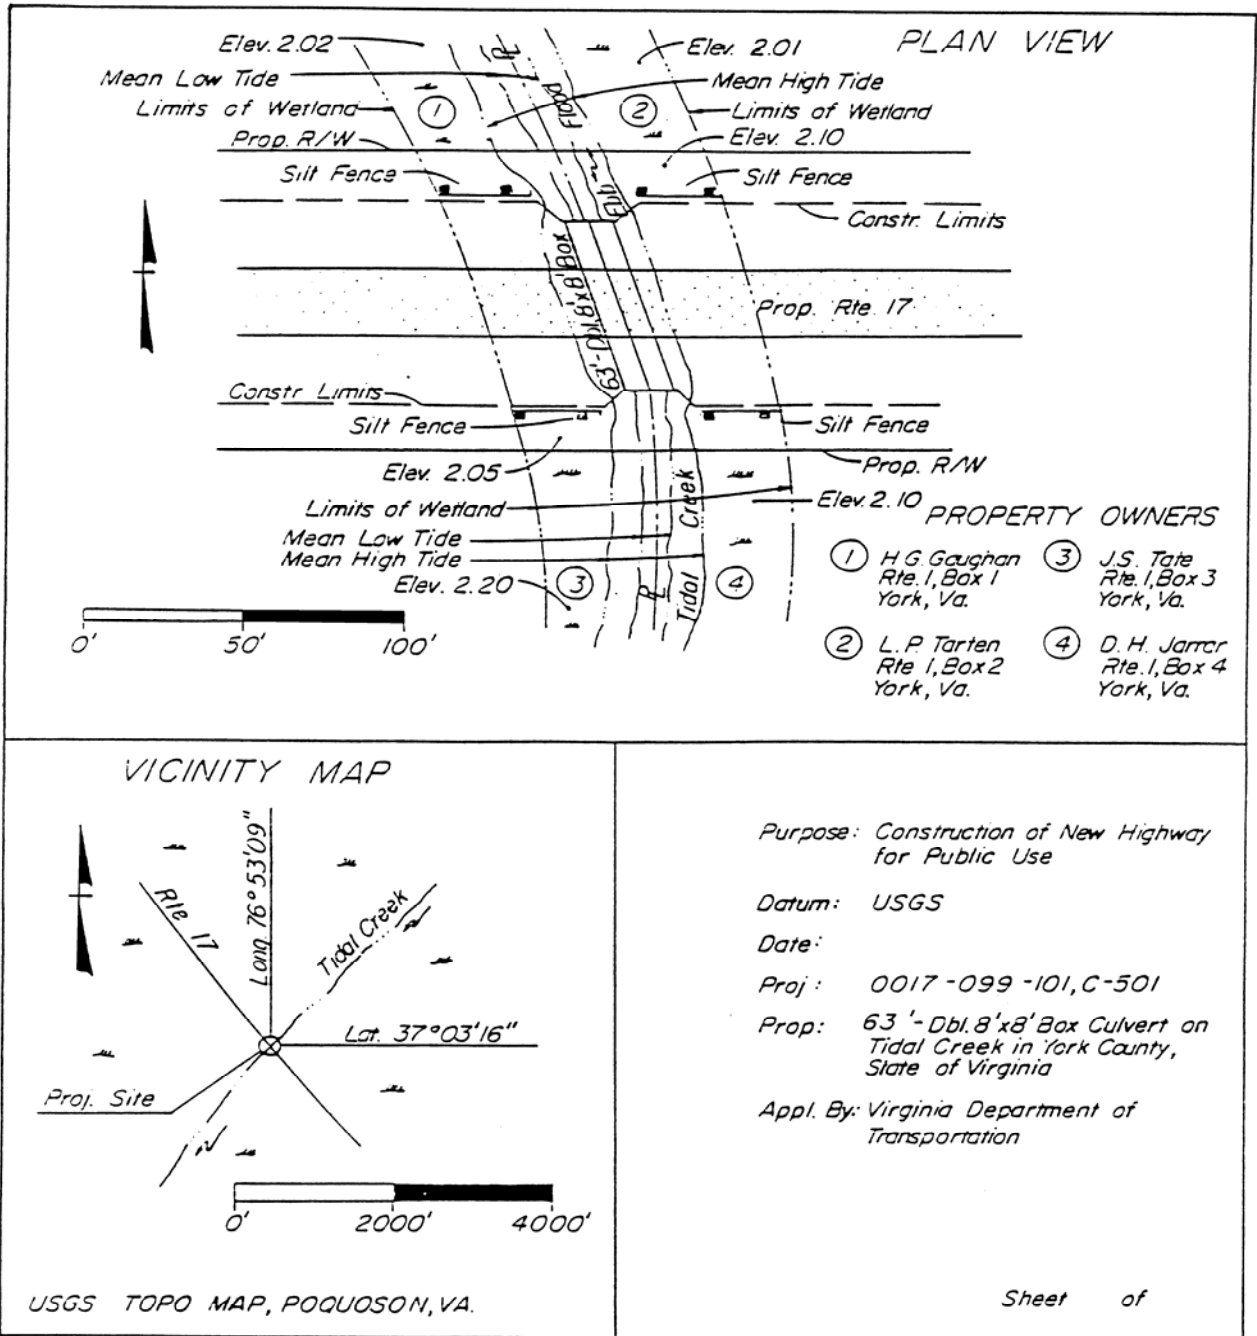 PLAN VIEW
Elev. 2.02
Elev. 2.01
Mean Low Tide
Mean High Tide
Limits of Wetland
Limits of Wetland
Prop. R/W
Elev. 2.10
Silt Fence
Silt Fence
Constr. Limits
PL
Flood
Ebb
1
2
63'-Dbl. 8'x8' Box
Prop. Rte. 17
Constr Limits
Silt Fence
Silt Fence
Elev. 2.05
Prop. R/W
Limits of Wetland
Elev. 2.10
Mean Low Tide
Mean High Tide
Elev. 2.20
3
PL
Tidal Creek
4
0' 50' 100'
PROPERTY OWNERS
1 H G. Gaughan
Rte. 1, Box 1
York, Va.
3 J.S. Tate
Rte. 1, Box 3
York, Va.
2 L. P. Tarten
Rte 1, Box 2
York, Va.
4 D. H. Jarrar
Rte. 1, Box 4
York, Va.
VICINITY MAP
Rte 17
Long. 76° 53' 09"
Tidal Creek
N
Lat. 37° 03' 16"
Proj. Site
N
0' 2000' 4000'
USGS TOPO MAP, POQUOSON, VA.
Purpose: Construction of New Highway
for Public Use
Datum: USGS
Date:
Proj: 0017-099-101, C-501
Prop: 63'-Dbl. 8'x8' Box Culvert on
Tidal Creek in York County,
State of Virginia
Appl. By: Virginia Department of
Transportation
Sheet of